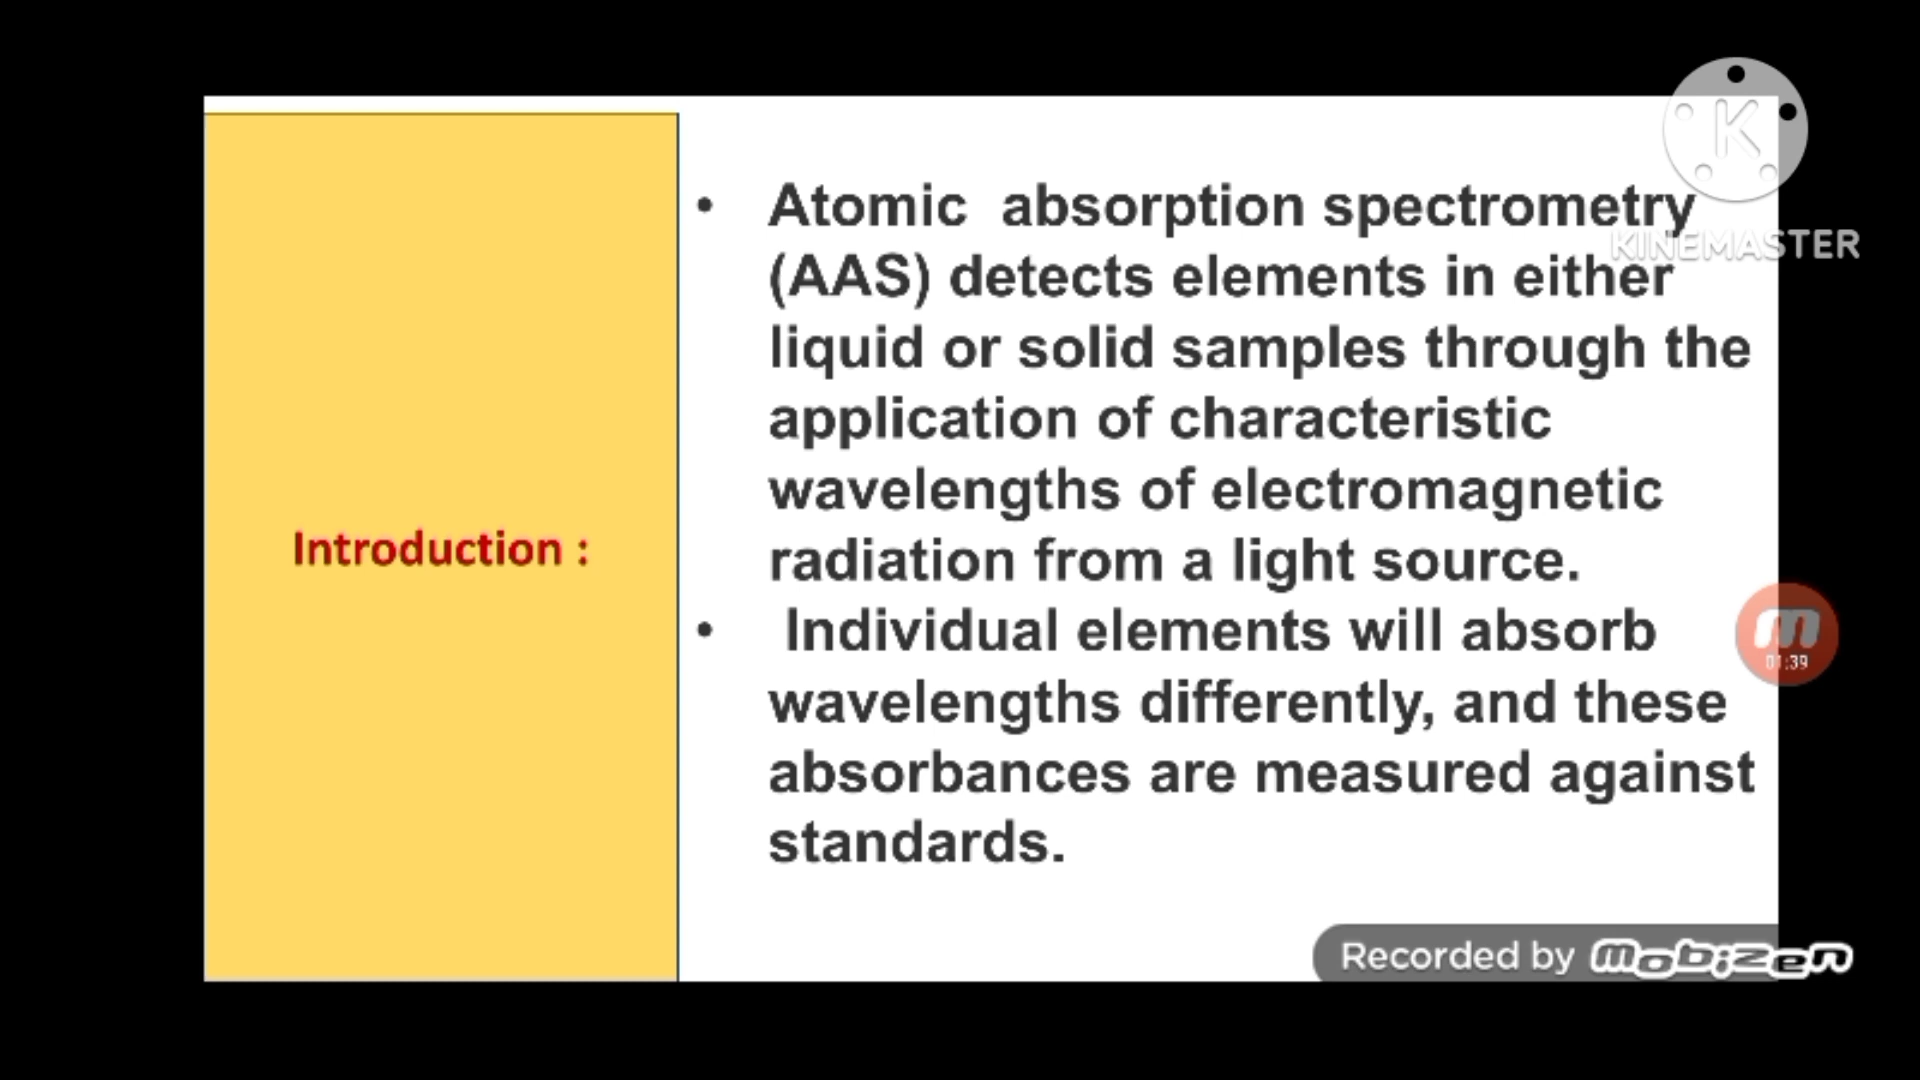 Introduction :
• Atomic absorption spectrometry
(AAS) detects elements in either
liquid or solid samples through the
application of characteristic
wavelengths of electromagnetic
radiation from a light source.
• Individual elements will absorb
wavelengths differently, and these
absorbances are measured against
standards.
K
KINEMASTER
m
01:39
Recorded by mobizen